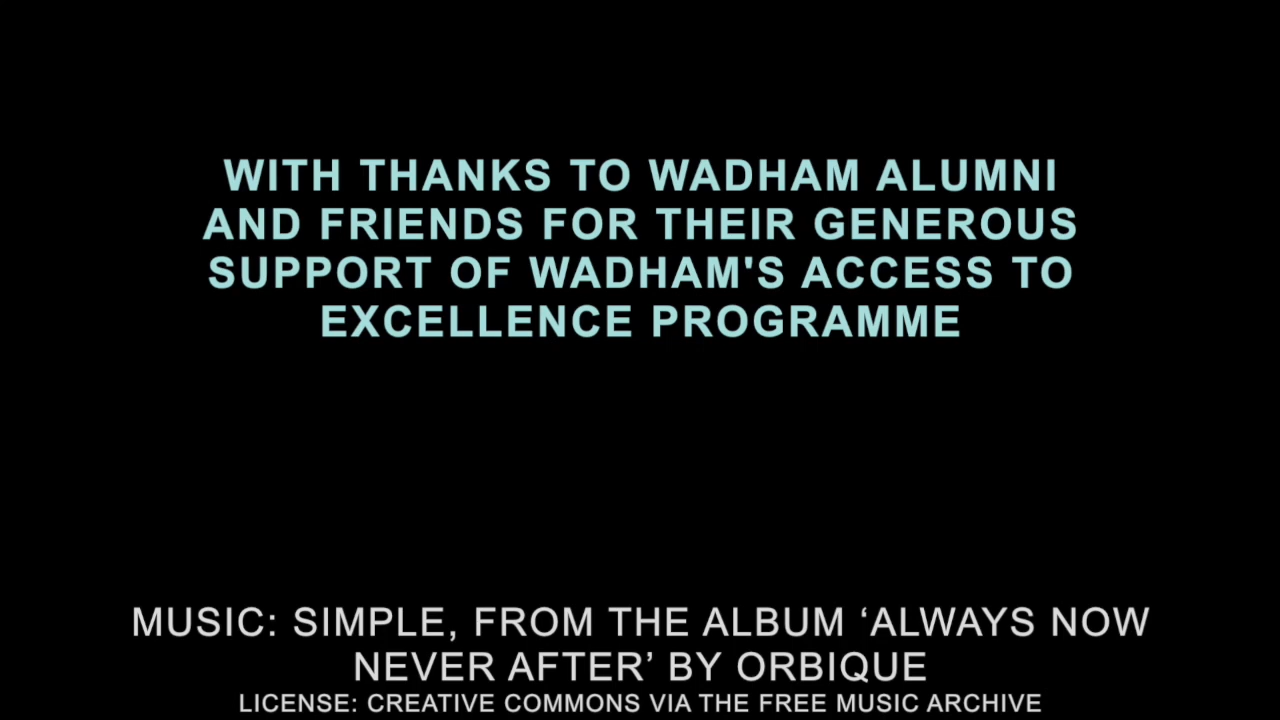 WITH THANKS TO WADHAM ALUMNI
AND FRIENDS FOR THEIR GENEROUS
SUPPORT OF WADHAM'S ACCESS TO
EXCELLENCE PROGRAMME
MUSIC: SIMPLE, FROM THE ALBUM ‘ALWAYS NOW
NEVER AFTER’ BY ORBIQUE
LICENSE: CREATIVE COMMONS VIA THE FREE MUSIC ARCHIVE